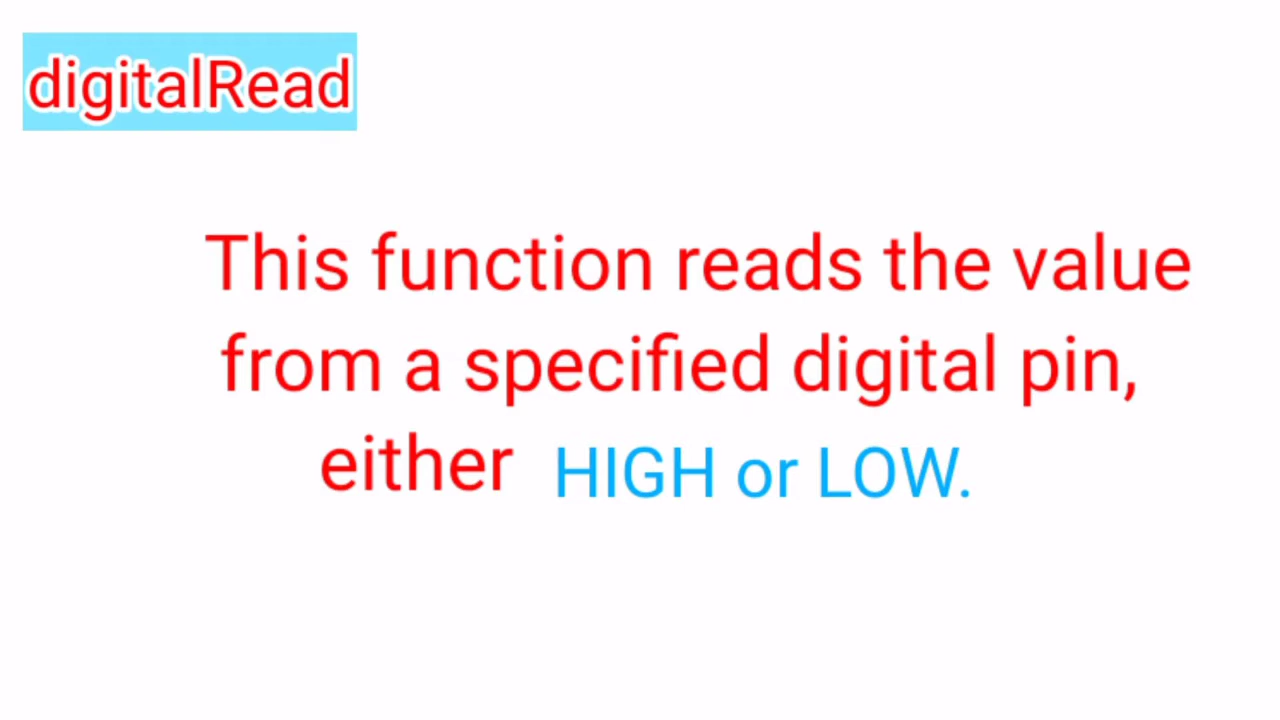 digitalRead
This function reads the value
from a specified digital pin,
either HIGH or LOW.